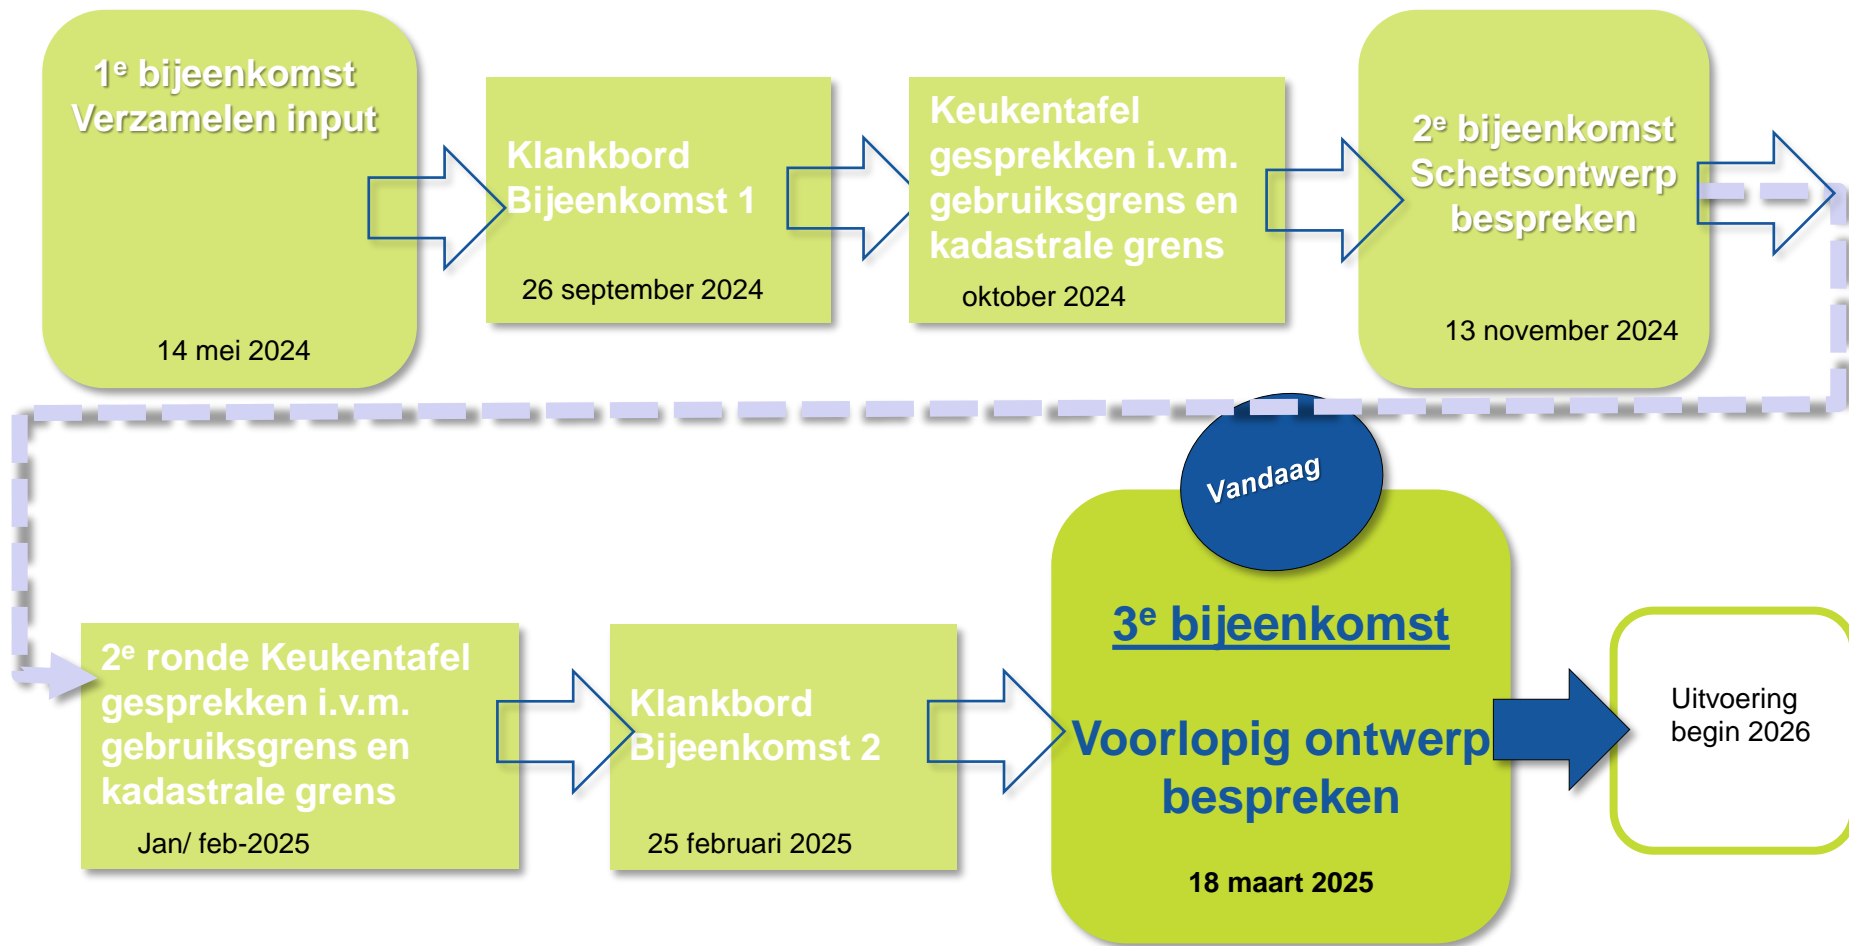 1e bijeenkomst
Verzamelen input
14 mei 2024
Klankbord
Bijeenkomst 1
26 september 2024
Keukentafel
gesprekken i.v.m.
gebruiksgrens en
kadastrale grens
oktober 2024
2e bijeenkomst
Schetsontwerp
bespreken
13 november 2024
2e ronde Keukentafel
gesprekken i.v.m.
gebruiksgrens en
kadastrale grens
Jan/ feb-2025
Klankbord
Bijeenkomst 2
25 februari 2025
Vandaag
3e bijeenkomst
Voorlopig ontwerp
bespreken
18 maart 2025
Uitvoering
begin 2026